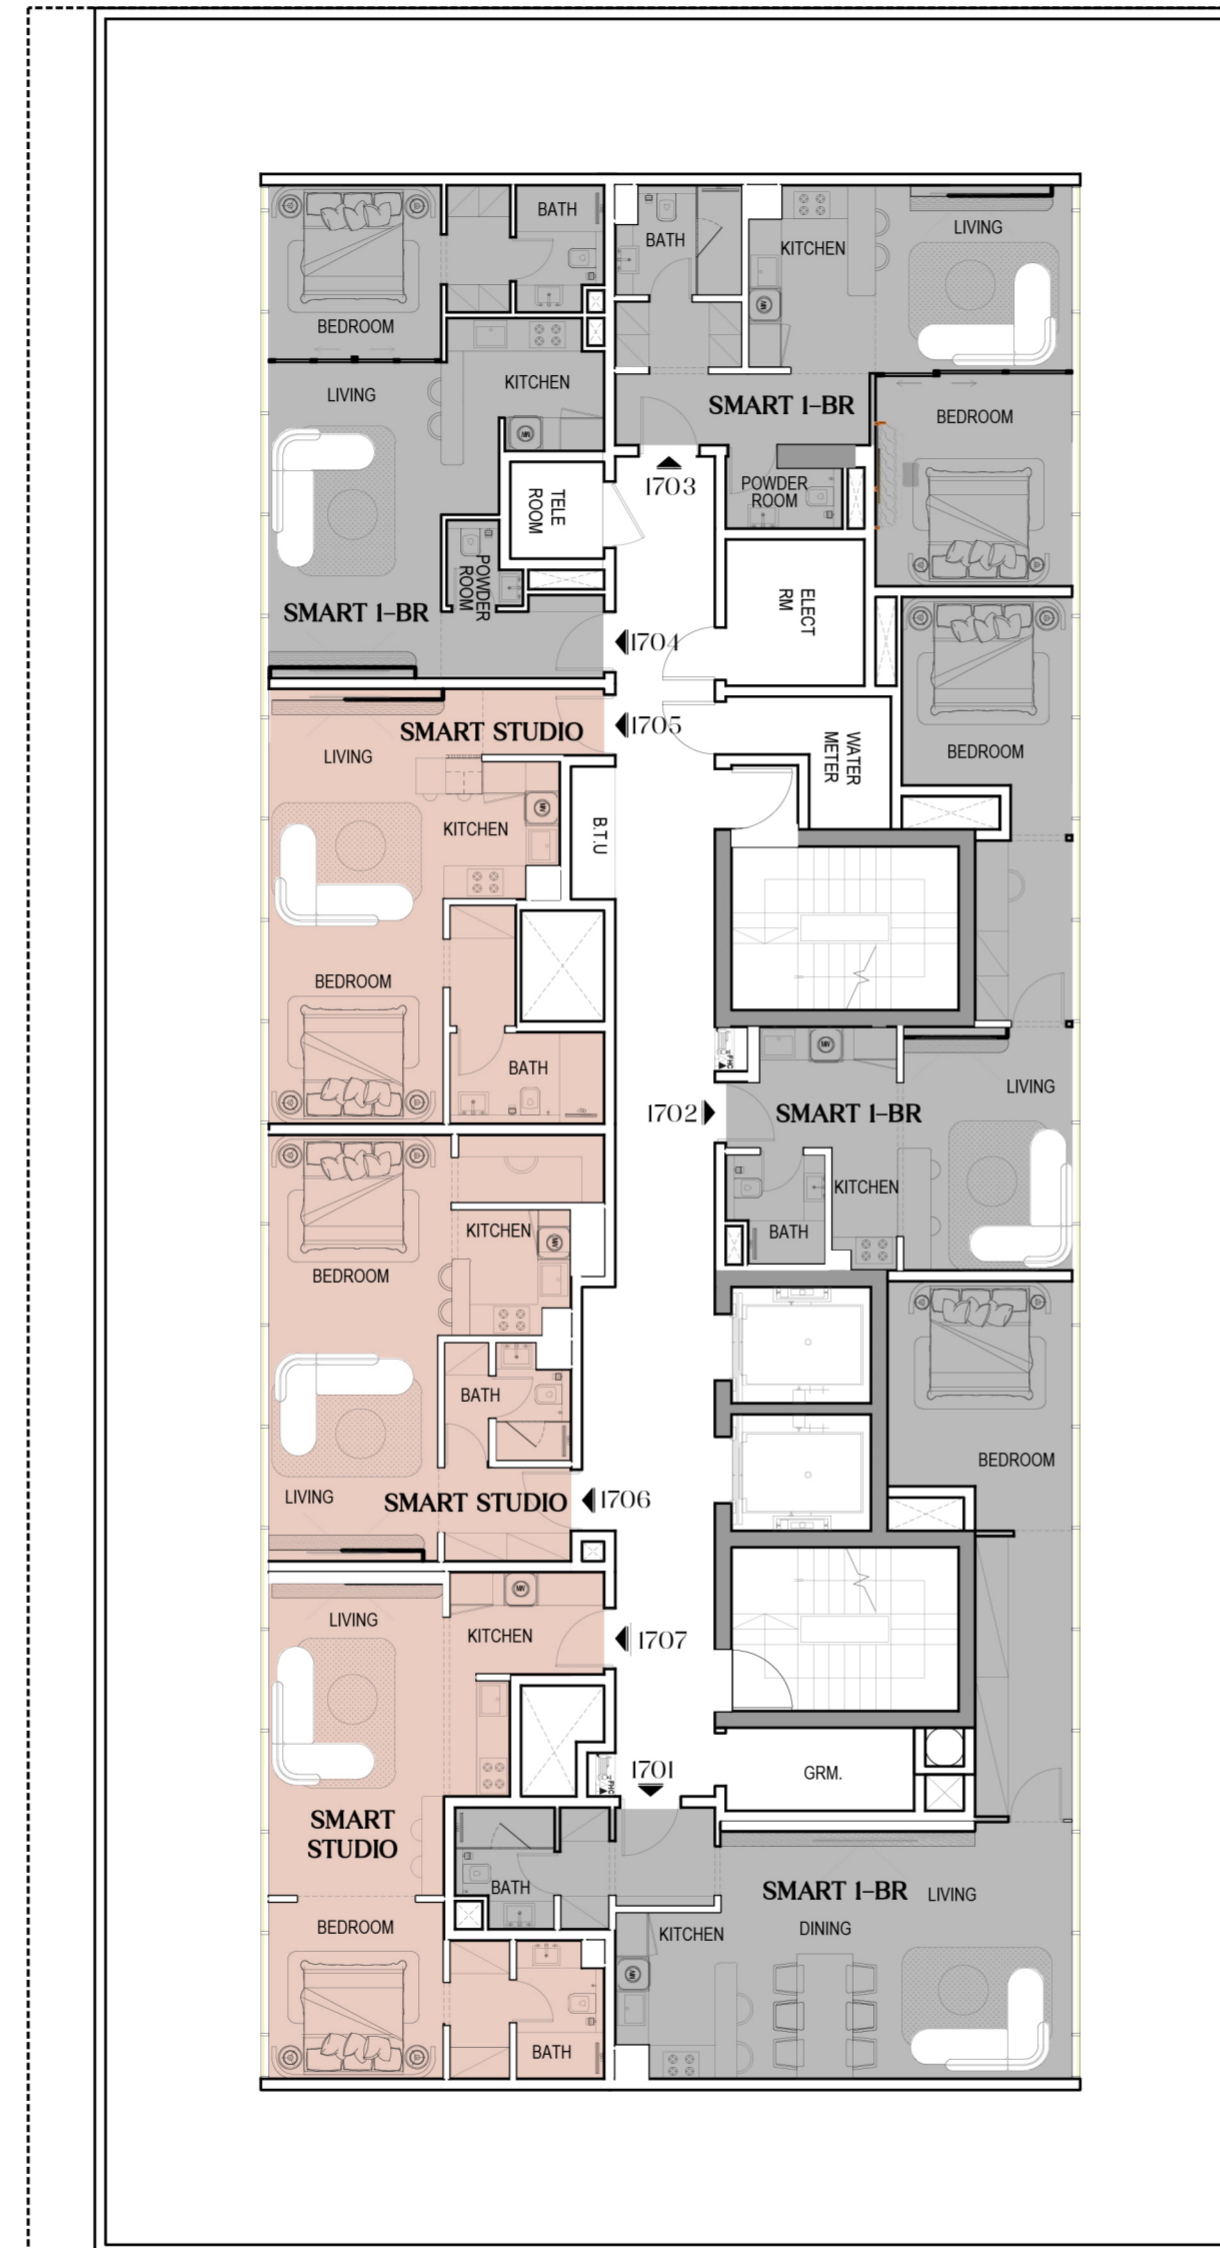 BATH
BATH
LIVING
KITCHEN
BEDROOM
KITCHEN
LIVING
SMART 1-BR
BEDROOM
1703
POWDER
ROOM
TELE
ROOM
POWDER
ROOM
SMART 1-BR
ELECT
RM
1704
1705
SMART STUDIO
LIVING
WATER
METER
BEDROOM
KITCHEN
B.T.U
BEDROOM
BATH
FHC
1702
SMART 1-BR
LIVING
KITCHEN
BATH
KITCHEN
BEDROOM
BATH
BEDROOM
LIVING
SMART STUDIO
1706
LIVING
KITCHEN
1707
FHC
1701
GRM.
SMART
STUDIO
BATH
SMART 1-BR
LIVING
BEDROOM
KITCHEN
DINING
BATH